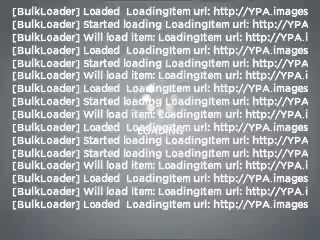 [BulkLoader] Loaded LoadingItem url: http://YPA.images
[BulkLoader] Started loading LoadingItem url: http://YPA
[BulkLoader] Will load item: LoadingItem url: http://YPA.i
[BulkLoader] Loaded LoadingItem url: http://YPA.images
[BulkLoader] Started loading LoadingItem url: http://YPA
[BulkLoader] Will load item: LoadingItem url: http://YPA.i
[BulkLoader] Loaded LoadingItem url: http://YPA.images
[BulkLoader] Started loading LoadingItem url: http://YPA
[BulkLoader] Will load item: LoadingItem url: http://YPA.i
[BulkLoader] Loaded LoadingItem url: http://YPA.images
LOADING
[BulkLoader] Started loading LoadingItem url: http://YPA
[BulkLoader] Started loading LoadingItem url: http://YPA
[BulkLoader] Will load item: LoadingItem url: http://YPA.i
[BulkLoader] Loaded LoadingItem url: http://YPA.images
[BulkLoader] Will load item: LoadingItem url: http://YPA.i
[BulkLoader] Loaded LoadingItem url: http://YPA.images